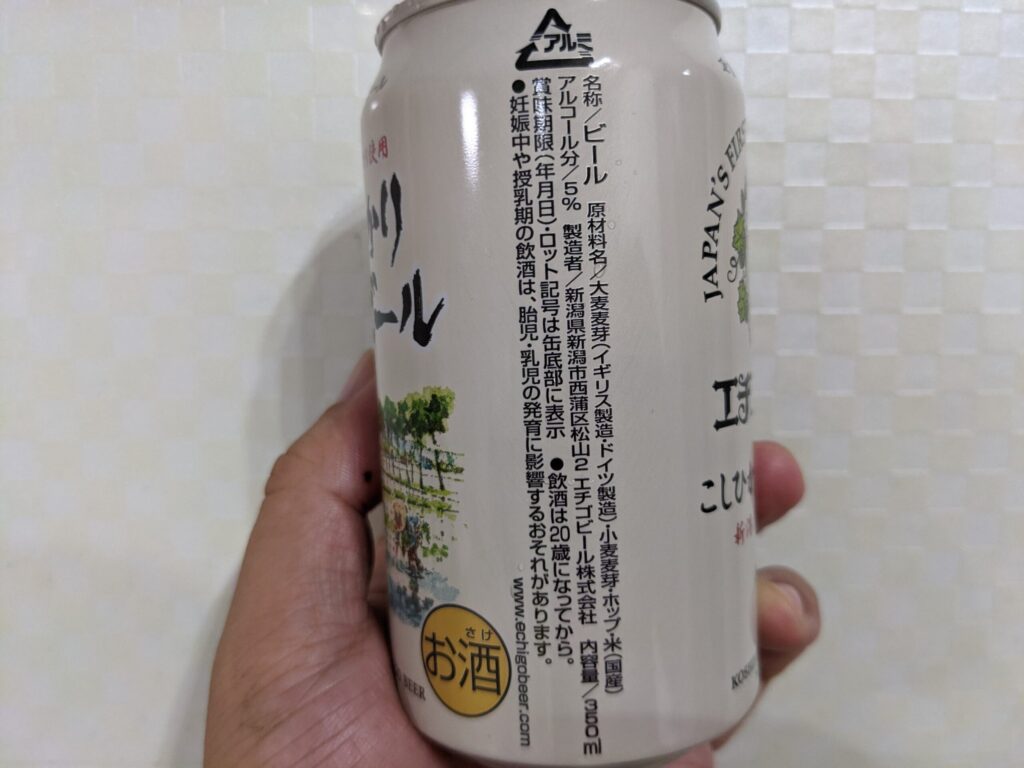 アルミ
名称/ビール 原材料名/大麦麦芽(イギリス製造・ドイツ製造)・小麦麦芽・ホップ・米(国産)
アルコール分/5% 製造者/新潟県新潟市西蒲区松山2 エチゴビール株式会社 内容量/350ml
賞味期限(年月日)・ロット記号は缶底部に表示 ●飲酒は20歳になってから。
●妊娠中や授乳期の飲酒は、胎児・乳児の発育に影響するおそれがあります。
www.echigobeer.com
さけ
お酒
使用
かり
ール
BEER
JAPAN'S FIRST
こしひ